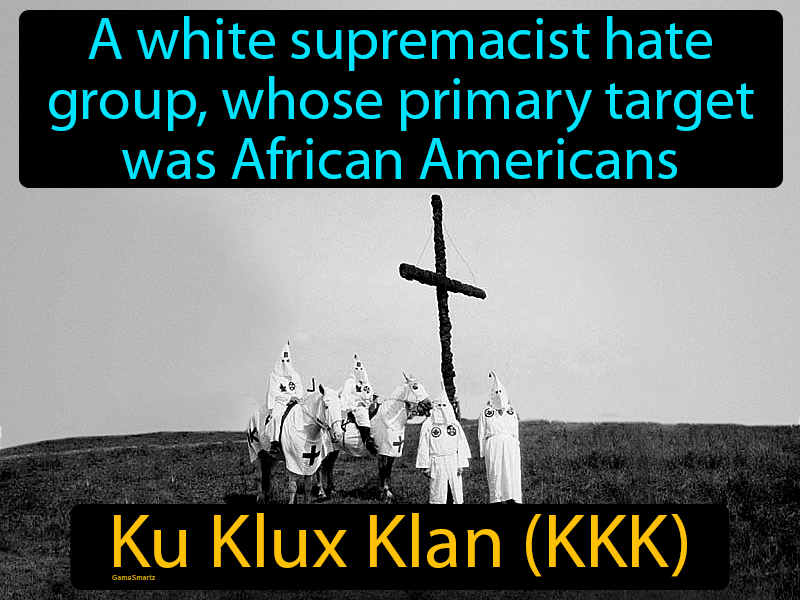 A white supremacist hate
group, whose primary target
was African Americans
Ku Klux Klan (KKK)
GameSmartz